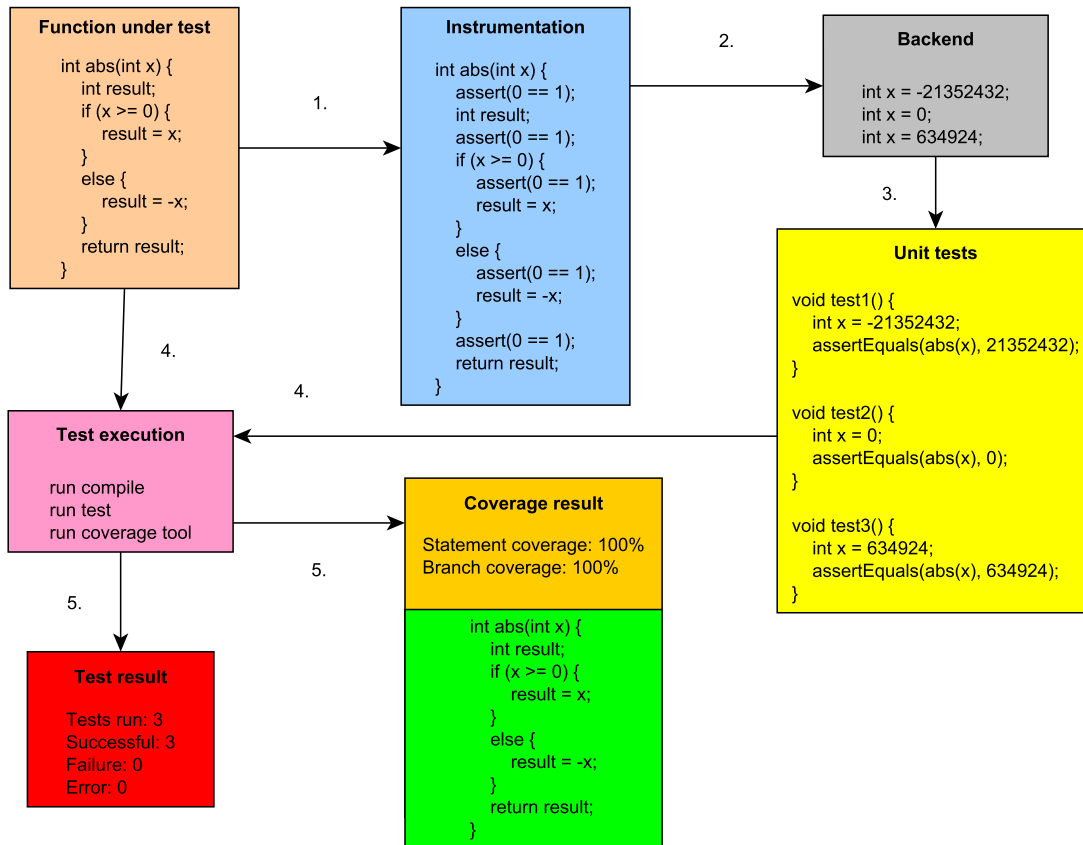 Function under test
int abs(int x) {
int result;
if (x >= 0) {
result = x;
}
else {
result = -x;
}
return result;
}
1.
Instrumentation
int abs(int x) {
assert(0 == 1);
int result;
assert(0 == 1);
if (x >= 0) {
assert(0 == 1);
result = x;
}
else {
assert(0 == 1);
result = -x;
}
assert(0 == 1);
return result;
}
2.
Backend
int x = -21352432;
int x = 0;
int x = 634924;
3.
Unit tests
void test1() {
int x = -21352432;
assertEquals(abs(x), 21352432);
}
void test2() {
int x = 0;
assertEquals(abs(x), 0);
}
void test3() {
int x = 634924;
assertEquals(abs(x), 634924);
}
4.
4.
Test execution
run compile
run test
run coverage tool
5.
5.
Coverage result
Statement coverage: 100%
Branch coverage: 100%
int abs(int x) {
int result;
if (x >= 0) {
result = x;
}
else {
result = -x;
}
return result;
}
Test result
Tests run: 3
Successful: 3
Failure: 0
Error: 0